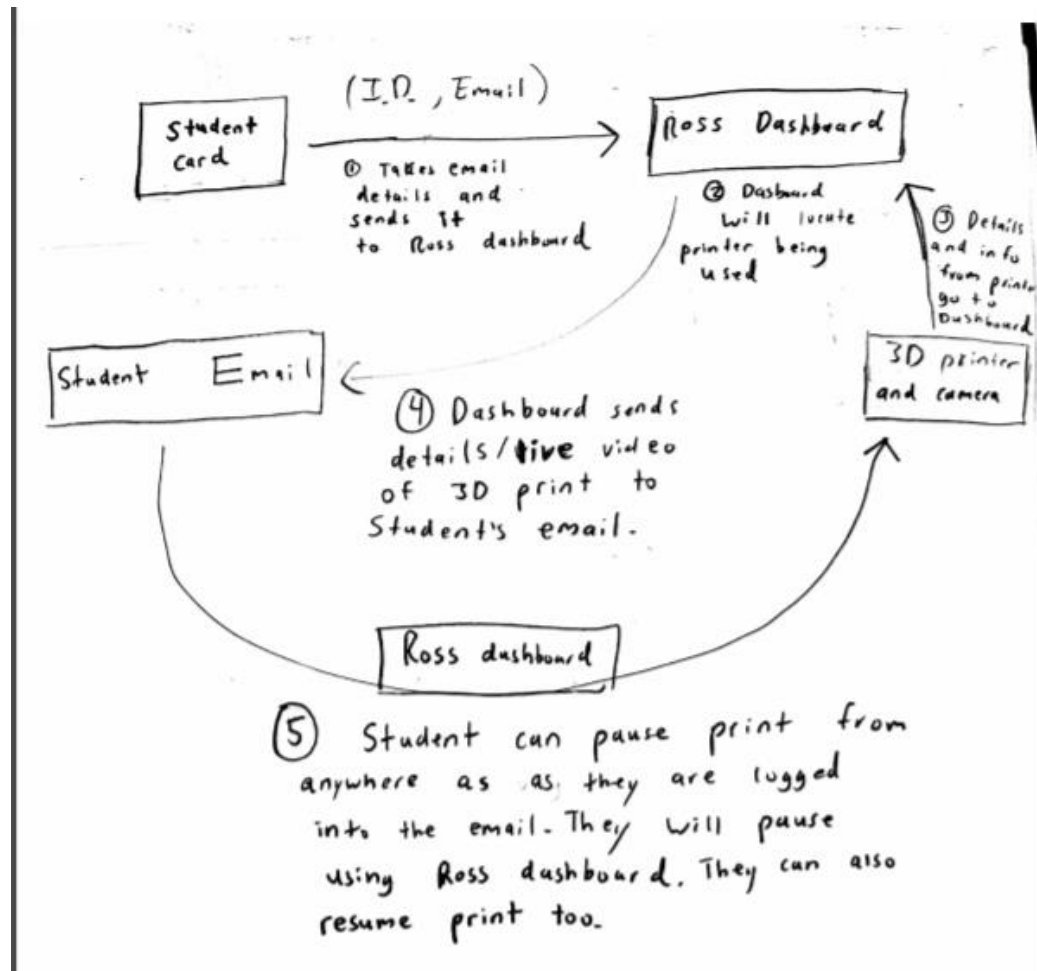 (I.D., Email)
Student
card
① Takes email
details and
sends It
to Ross dashboard
Ross Dashboard
② Dasboard
will locate
printer being
used
③ Details
and info
from printer
go to
Dashboard
3D printer
and camera
Student Email
④ Dashboard sends
details/live video
of 3D print to
Student's email.
Ross dashboard
⑤ Student can pause print from
anywhere as as they are logged
into the email. They will pause
using Ross dashboard. They can also
resume print too.